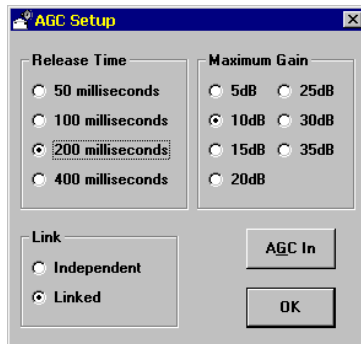 AGC Setup
Release Time
50 milliseconds
100 milliseconds
200 milliseconds
400 milliseconds
Maximum Gain
5dB 25dB
10dB 30dB
15dB 35dB
20dB
Link
Independent
Linked
AGC In
OK